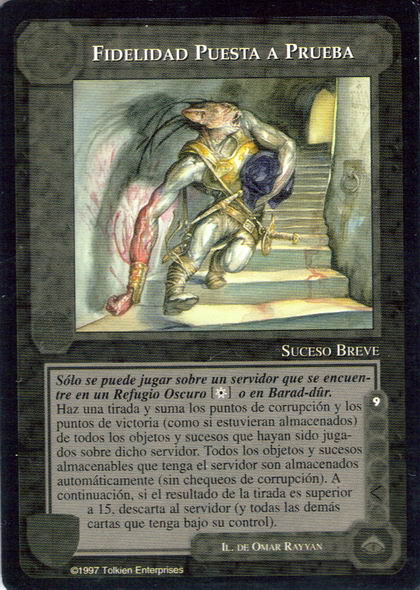 FIDELIDAD PUESTA A PRUEBA
SUCESO BREVE
Sólo se puede jugar sobre un servidor que se encuen-
tre en un Refugio Oscuro [ ] o en Barad-dûr.
Haz una tirada y suma los puntos de corrupción y los
puntos de victoria (como si estuvieran almacenados)
de todos los objetos y sucesos que hayan sido juga-
dos sobre dicho servidor. Todos los objetos y sucesos
almacenables que tenga el servidor son almacenados
automáticamente (sin chequeos de corrupción). A
continuación, si el resultado de la tirada es superior
a 15, descarta al servidor (y todas las demás
cartas que tenga bajo su control).
9
IL. DE OMAR RAYYAN
©1997 Tolkien Enterprises